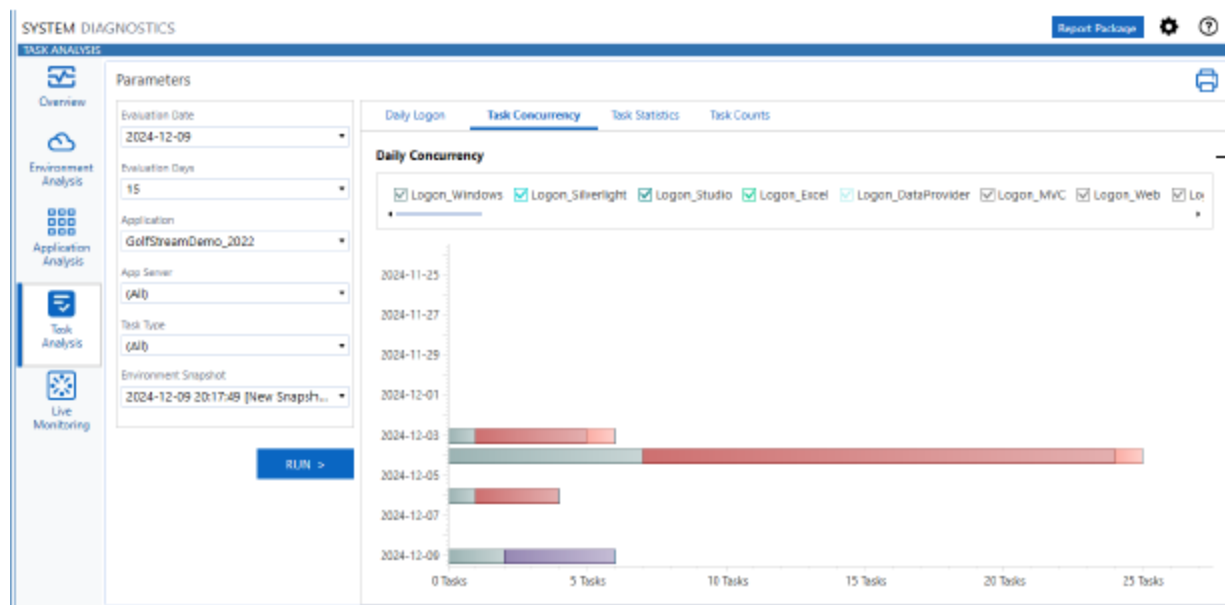 SYSTEM DIAGNOSTICS
Report Package
TASK ANALYSIS
Overview
Environment
Analysis
Application
Analysis
Task
Analysis
Live
Monitoring
Parameters
Evaluation Date
2024-12-09
Evaluation Days
15
Application
GolfStreamDemo_2022
App Server
(All)
Task Type
(All)
Environment Snapshot
2024-12-09 20:17:49 [New Snapsh...
RUN >
Daily Logon Task Concurrency Task Statistics Task Counts
Daily Concurrency
Logon_Windows Logon_Silverlight Logon_Studio Logon_Excel Logon_DataProvider Logon_MVC Logon_Web Lo
2024-11-25
2024-11-27
2024-11-29
2024-12-01
2024-12-03
2024-12-05
2024-12-07
2024-12-09
0 Tasks 5 Tasks 10 Tasks 15 Tasks 20 Tasks 25 Tasks